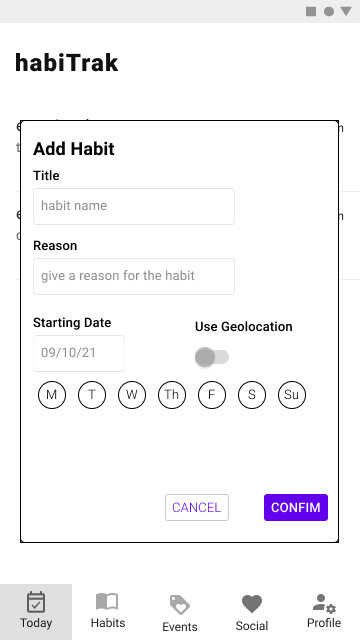 habiTrak
Add Habit
Title
habit name
Reason
give a reason for the habit
Starting Date
Use Geolocation
09/10/21
M T W Th F S Su
CANCEL CONFIM
Today Habits Events Social Profile